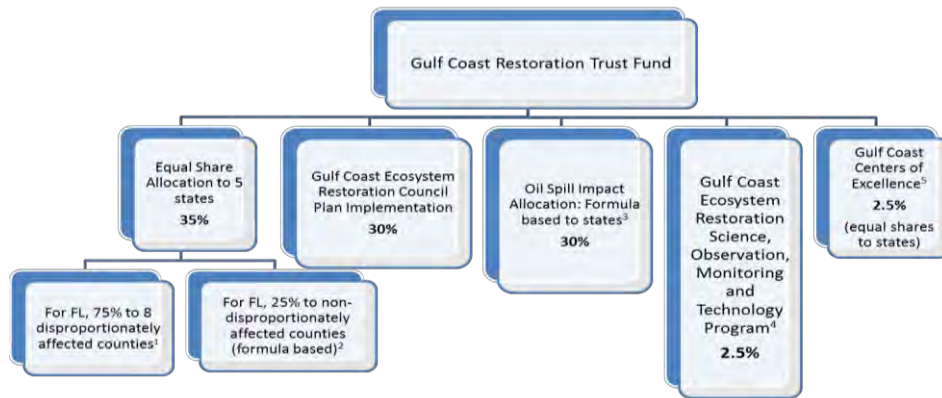 Gulf Coast Restoration Trust Fund
Equal Share
Allocation to 5
states
35%
Gulf Coast Ecosystem
Restoration Council
Plan Implementation
30%
Oil Spill Impact
Allocation: Formula
based to states³
30%
Gulf Coast
Ecosystem
Restoration
Science,
Observation,
Monitoring
and
Technology
Program⁴
2.5%
Gulf Coast
Centers of
Excellence⁵
2.5%
(equal shares
to states)
For FL, 75% to 8
disproportionately
affected counties¹
For FL, 25% to non-
disproportionately
affected counties
(formula based)²